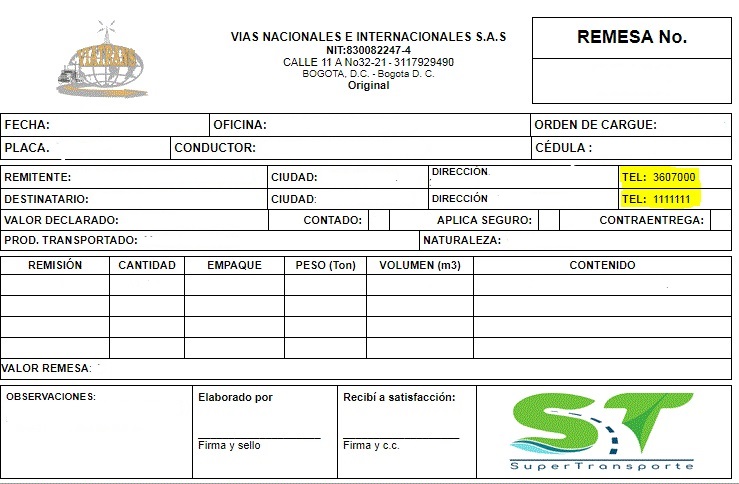 VIAS NACIONALES E INTERNACIONALES S.A.S
NIT:830082247-4
CALLE 11 A No32-21 - 3117929490
BOGOTA, D.C. - Bogota D. C.
Original
REMESA No.
FECHA: OFICINA: ORDEN DE CARGUE:
PLACA. CONDUCTOR: CÉDULA :
REMITENTE: CIUDAD: DIRECCIÓN. TEL: 3607000
DESTINATARIO: CIUDAD: DIRECCIÓN TEL: 1111111
VALOR DECLARADO: CONTADO: APLICA SEGURO: CONTRAENTREGA:
PROD. TRANSPORTADO: NATURALEZA:
REMISIÓN CANTIDAD EMPAQUE PESO (Ton) VOLUMEN (m3) CONTENIDO
VALOR REMESA:
OBSERVACIONES: Elaborado por Recibí a satisfacción:
Firma y sello Firma y c.c.
ST
SuperTransporte